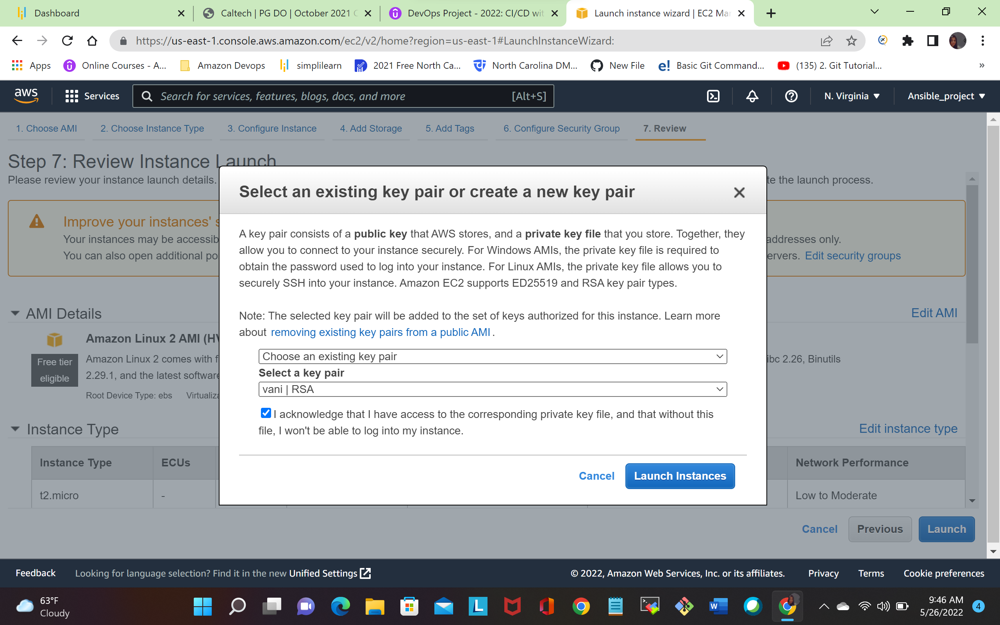 Dashboard
Caltech | PG DO | October 2021 C
DevOps Project - 2022: CI/CD wit
Launch instance wizard | EC2 Mar
https://us-east-1.console.aws.amazon.com/ec2/v2/home?region=us-east-1#LaunchInstanceWizard:
Apps
Online Courses - A...
Amazon Devops
simplilearn
2021 Free North Ca...
North Carolina DM...
New File
e! Basic Git Command...
(135) 2. Git Tutorial...
»
aws
Services
Search for services, features, blogs, docs, and more
[Alt+S]
N. Virginia
Ansible_project
1. Choose AMI
2. Choose Instance Type
3. Configure Instance
4. Add Storage
5. Add Tags
6. Configure Security Group
7. Review
Step 7: Review Instance Launch
Please review your instance launch details.
te the launch process.
Improve your instances' s
Your instances may be accessib
addresses only.
You can also open additional po
ervers. Edit security groups
Select an existing key pair or create a new key pair
A key pair consists of a public key that AWS stores, and a private key file that you store. Together, they
allow you to connect to your instance securely. For Windows AMIs, the private key file is required to
obtain the password used to log into your instance. For Linux AMIs, the private key file allows you to
securely SSH into your instance. Amazon EC2 supports ED25519 and RSA key pair types.
Note: The selected key pair will be added to the set of keys authorized for this instance. Learn more
about removing existing key pairs from a public AMI.
Choose an existing key pair
Select a key pair
vani | RSA
I acknowledge that I have access to the corresponding private key file, and that without this
file, I won't be able to log into my instance.
Cancel
Launch Instances
AMI Details
Edit AMI
Amazon Linux 2 AMI (HV
Free tier
eligible
Amazon Linux 2 comes with f
ibc 2.26, Binutils
2.29.1, and the latest software
Root Device Type: ebs
Virtualiza
Instance Type
Edit instance type
Instance Type
ECUs
Network Performance
t2.micro
-
Low to Moderate
Cancel
Previous
Launch
Feedback
Looking for language selection? Find it in the new Unified Settings
© 2022, Amazon Web Services, Inc. or its affiliates.
Privacy
Terms
Cookie preferences
63°F
Cloudy
L
W
9:46 AM
5/26/2022
4